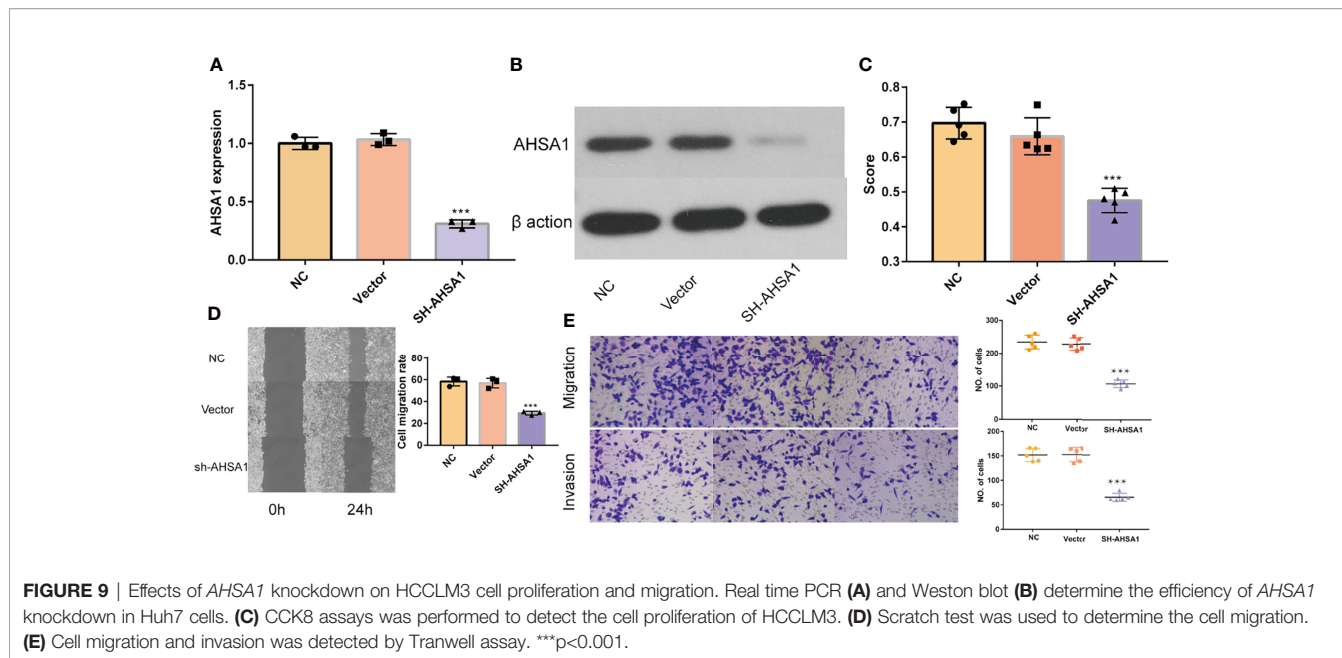 A
AHSA1 expression
1.5
1.0
0.5
0.0
***
NC
Vector
SH-AHSA1
B
AHSA1
β action
NC
Vector
SH-AHSA1
C
Score
0.8
0.7
0.6
0.5
0.4
0.3
***
NC
Vector
SH-AHSA1
D
NC
Vector
sh-AHSA1
0h
24h
Cell migration rate
80
60
40
20
0
***
NC
Vector
SH-AHSA1
E
Migration
Invasion
NO. of cells
300
200
100
0
***
NC
Vector
SH-AHSA1
NO. of cells
200
150
100
50
0
***
NC
Vector
SH-AHSA1
FIGURE 9 | Effects of AHSA1 knockdown on HCCLM3 cell proliferation and migration. Real time PCR (A) and Weston blot (B) determine the efficiency of AHSA1
knockdown in Huh7 cells. (C) CCK8 assays was performed to detect the cell proliferation of HCCLM3. (D) Scratch test was used to determine the cell migration.
(E) Cell migration and invasion was detected by Tranwell assay. ***p<0.001.